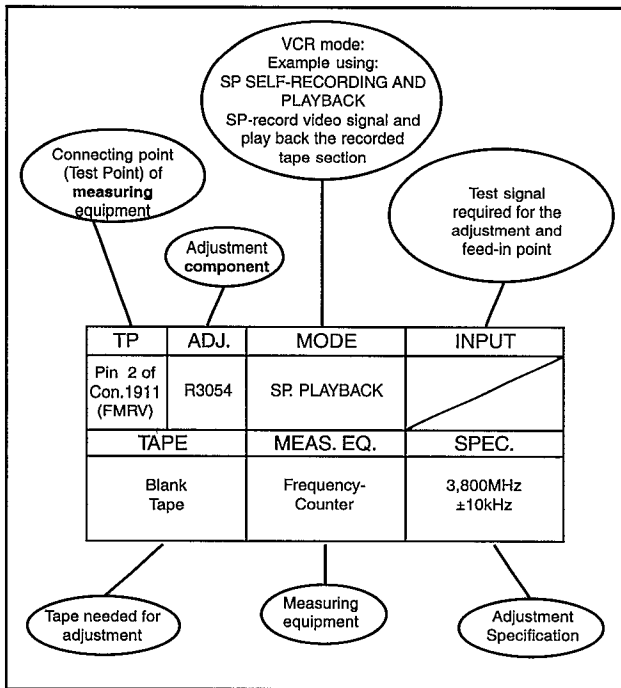 VCR mode:
Example using:
SP SELF-RECORDING AND
PLAYBACK
SP-record video signal and
play back the recorded
tape section
Connecting point
(Test Point) of
measuring
equipment
Adjustment
component
Test signal
required for the
adjustment and
feed-in point
TP ADJ. MODE INPUT
Pin 2 of
Con.1911
(FMRV)
R3054
SP. PLAYBACK
TAPE MEAS. EQ. SPEC.
Blank
Tape
Frequency-
Counter
3,800MHz
±10kHz
Tape needed for
adjustment
Measuring
equipment
Adjustment
Specification